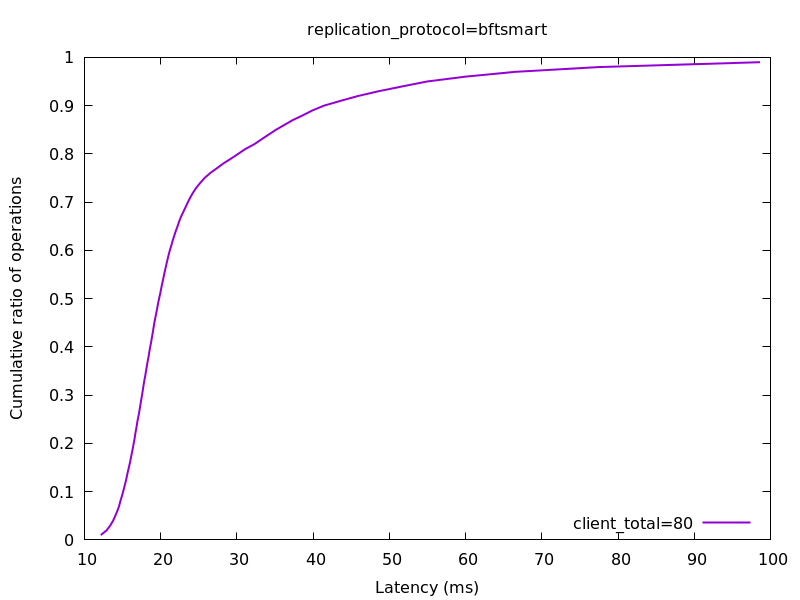 replication_protocol=bftsmart
1
0.9
0.8
0.7
0.6
0.5
0.4
0.3
0.2
0.1
0
Cumulative ratio of operations
client_total=80
10 20 30 40 50 60 70 80 90 100
Latency (ms)